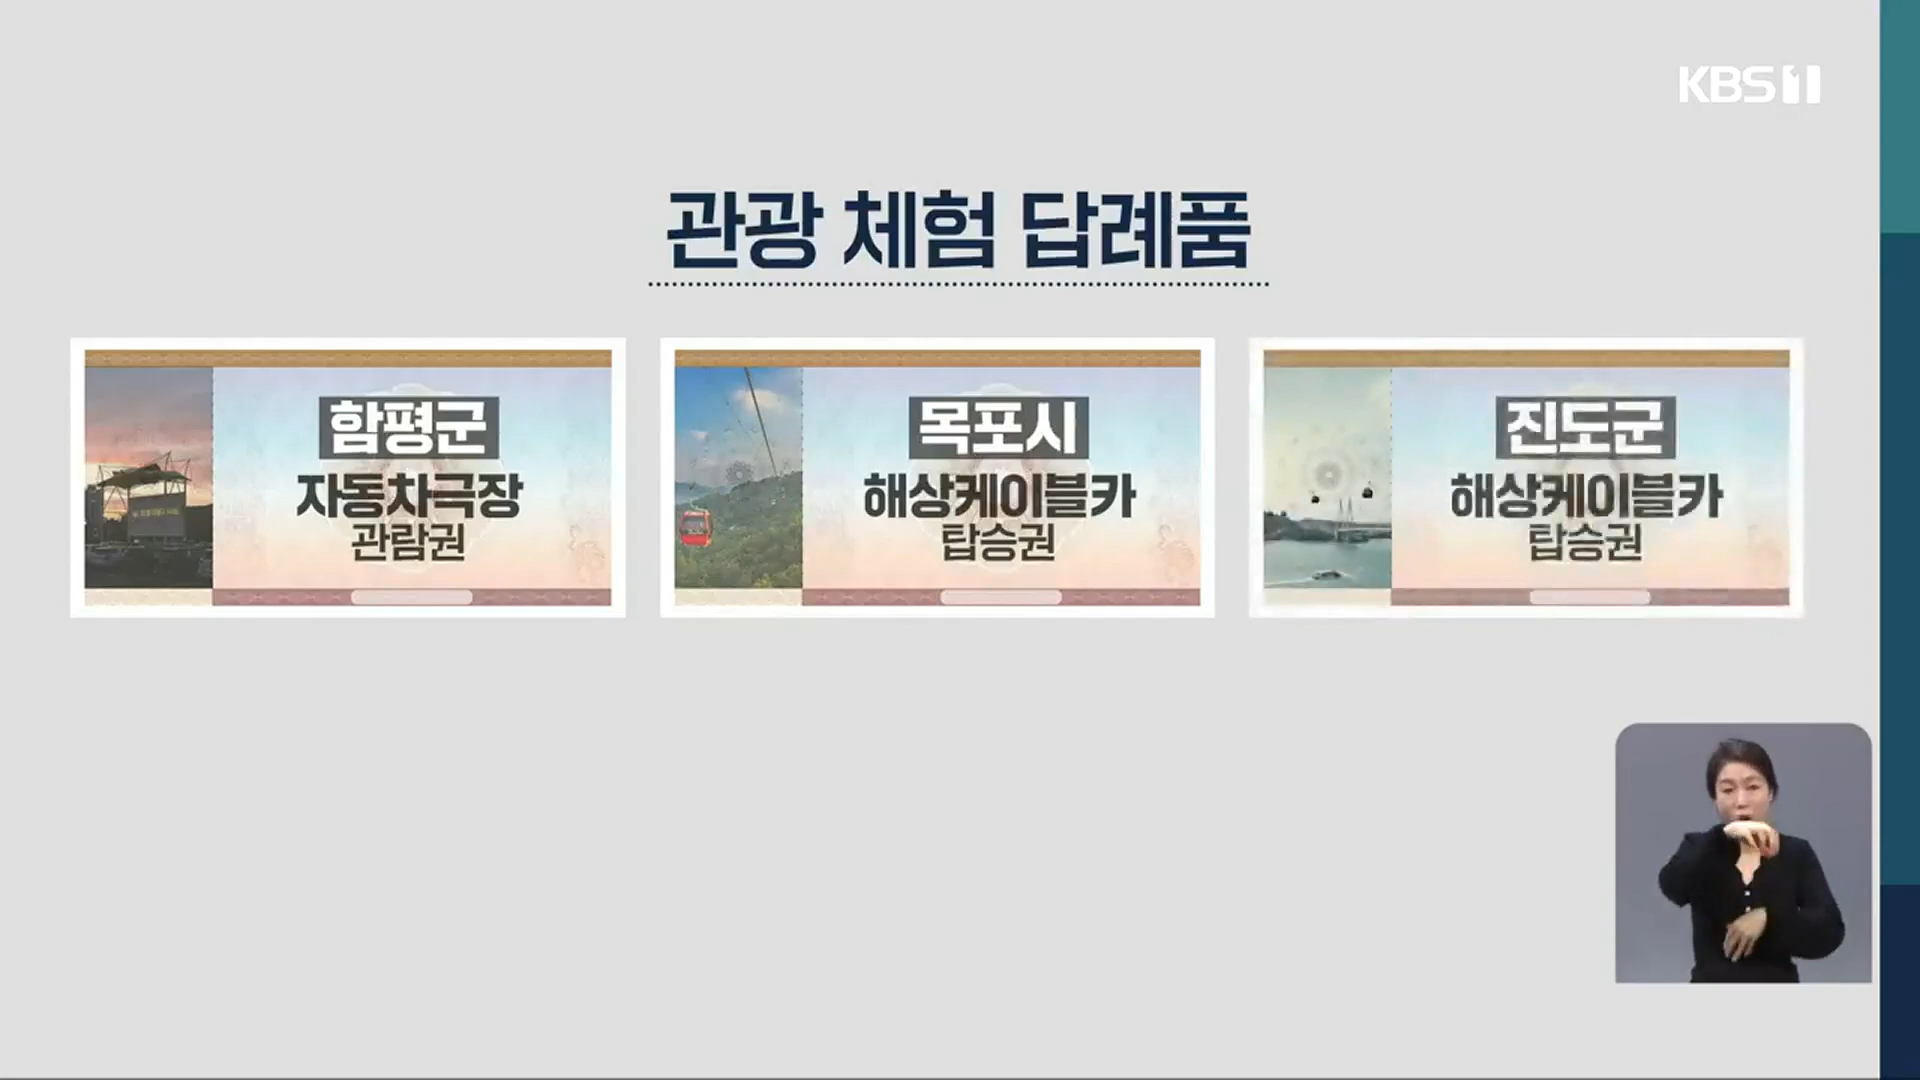 KBS 1
관광 체험 답례품
함평군
자동차극장
관람권
목포시
해상케이블카
탑승권
진도군
해상케이블카
탑승권